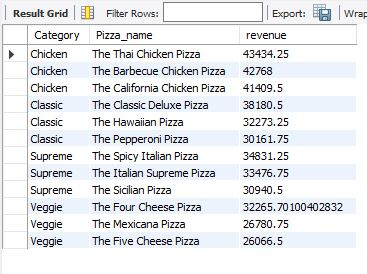 Result Grid Filter Rows: Export: Wrap
Category Pizza_name revenue
Chicken The Thai Chicken Pizza 43434.25
Chicken The Barbecue Chicken Pizza 42768
Chicken The California Chicken Pizza 41409.5
Classic The Classic Deluxe Pizza 38180.5
Classic The Hawaiian Pizza 32273.25
Classic The Pepperoni Pizza 30161.75
Supreme The Spicy Italian Pizza 34831.25
Supreme The Italian Supreme Pizza 33476.75
Supreme The Sicilian Pizza 30940.5
Veggie The Four Cheese Pizza 32265.70100402832
Veggie The Mexicana Pizza 26780.75
Veggie The Five Cheese Pizza 26066.5